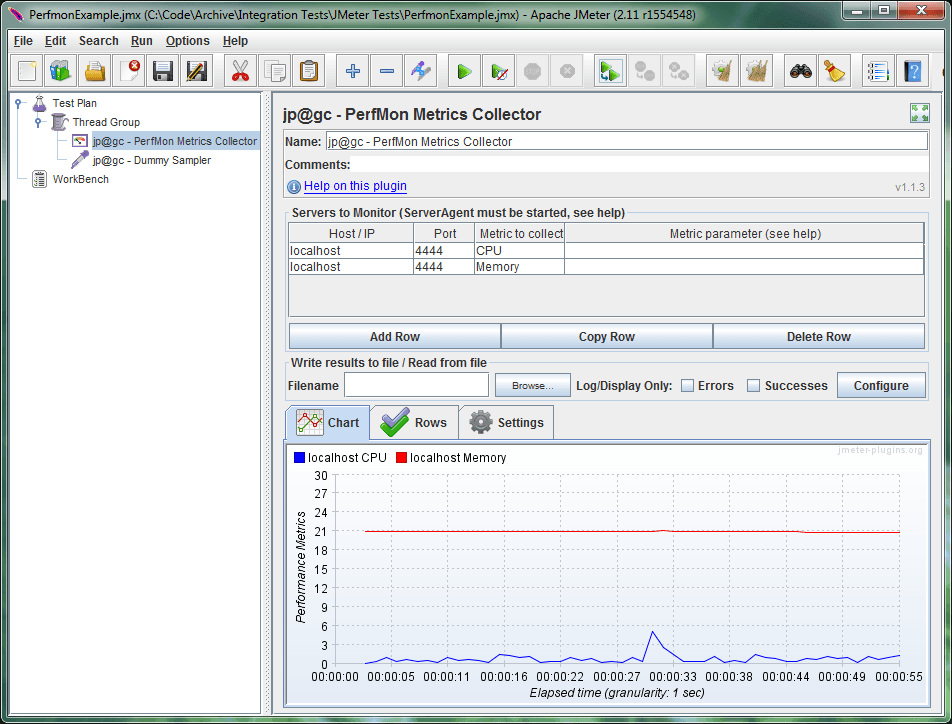 PerfmonExample.jmx (C:\Code\Archive\Integration Tests\JMeter Tests\PerfmonExample.jmx) - Apache JMeter (2.11 r1554548)
File Edit Search Run Options Help
Test Plan
Thread Group
jp@gc - PerfMon Metrics Collector
jp@gc - Dummy Sampler
WorkBench
jp@gc - PerfMon Metrics Collector
Name: jp@gc - PerfMon Metrics Collector
Comments:
Help on this plugin v1.1.3
Servers to Monitor (ServerAgent must be started, see help)
Host / IP Port Metric to collect Metric parameter (see help)
localhost 4444 CPU
localhost 4444 Memory
Add Row Copy Row Delete Row
Write results to file / Read from file
Filename Browse... Log/Display Only: Errors Successes Configure
Chart Rows Settings
jmeter-plugins.org
localhost CPU localhost Memory
30
27
24
21
18
15
12
9
6
3
0
Performance Metrics
00:00:00 00:00:05 00:00:11 00:00:16 00:00:22 00:00:27 00:00:33 00:00:38 00:00:44 00:00:49 00:00:55
Elapsed time (granularity: 1 sec)